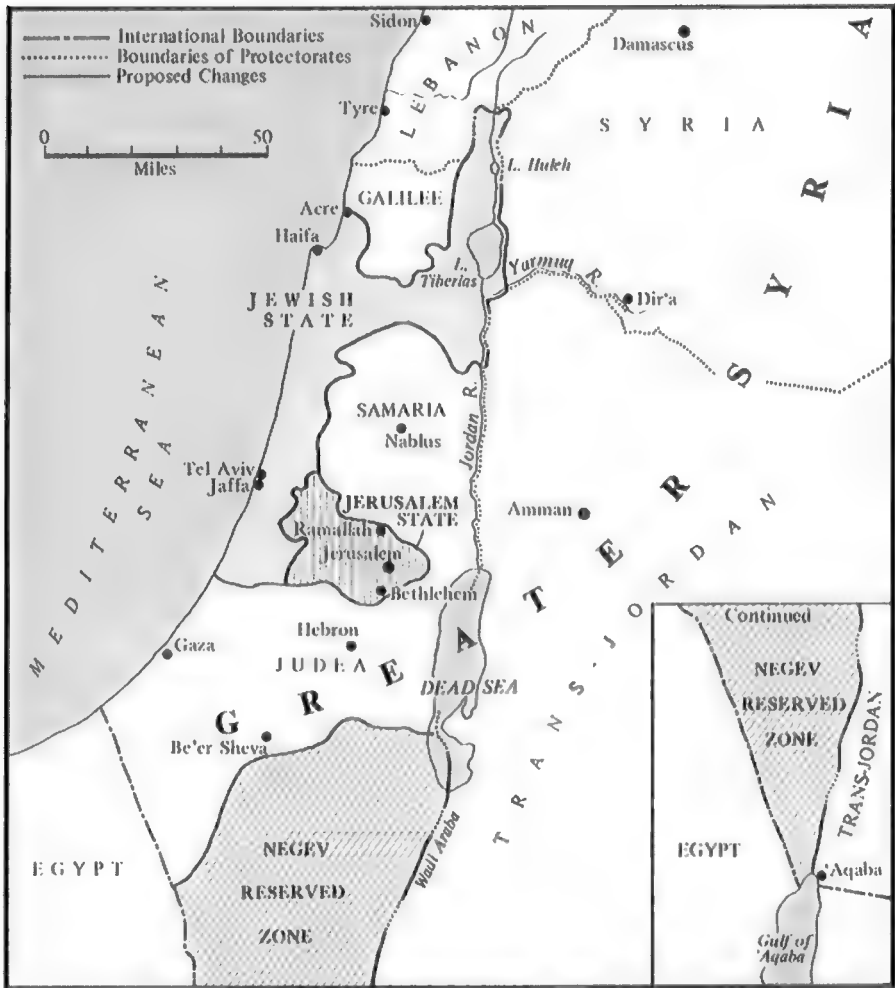 International Boundaries
Boundaries of Protectorates
Proposed Changes
0
50
Miles
Sidon
Damascus
LEBANON
Tyre
SYRIA
L. Huleh
GALILEE
Acre
Haifa
L. Tiberias
Yarmuq R.
Dir'a
JEWISH
STATE
MEDITERRANEAN
SEA
SAMARIA
Nablus
Jordan R.
Tel Aviv
Jaffa
JERUSALEM
STATE
Ramallah
Jerusalem
Bethlehem
Amman
GREATER SYRIA
TRANS-JORDAN
Gaza
Hebron
JUDEA
DEAD SEA
Be'er Sheva
EGYPT
NEGEV
RESERVED
ZONE
Wadi Araba
Continued
NEGEV
RESERVED
ZONE
TRANS-JORDAN
EGYPT
'Aqaba
Gulf of
'Aqaba